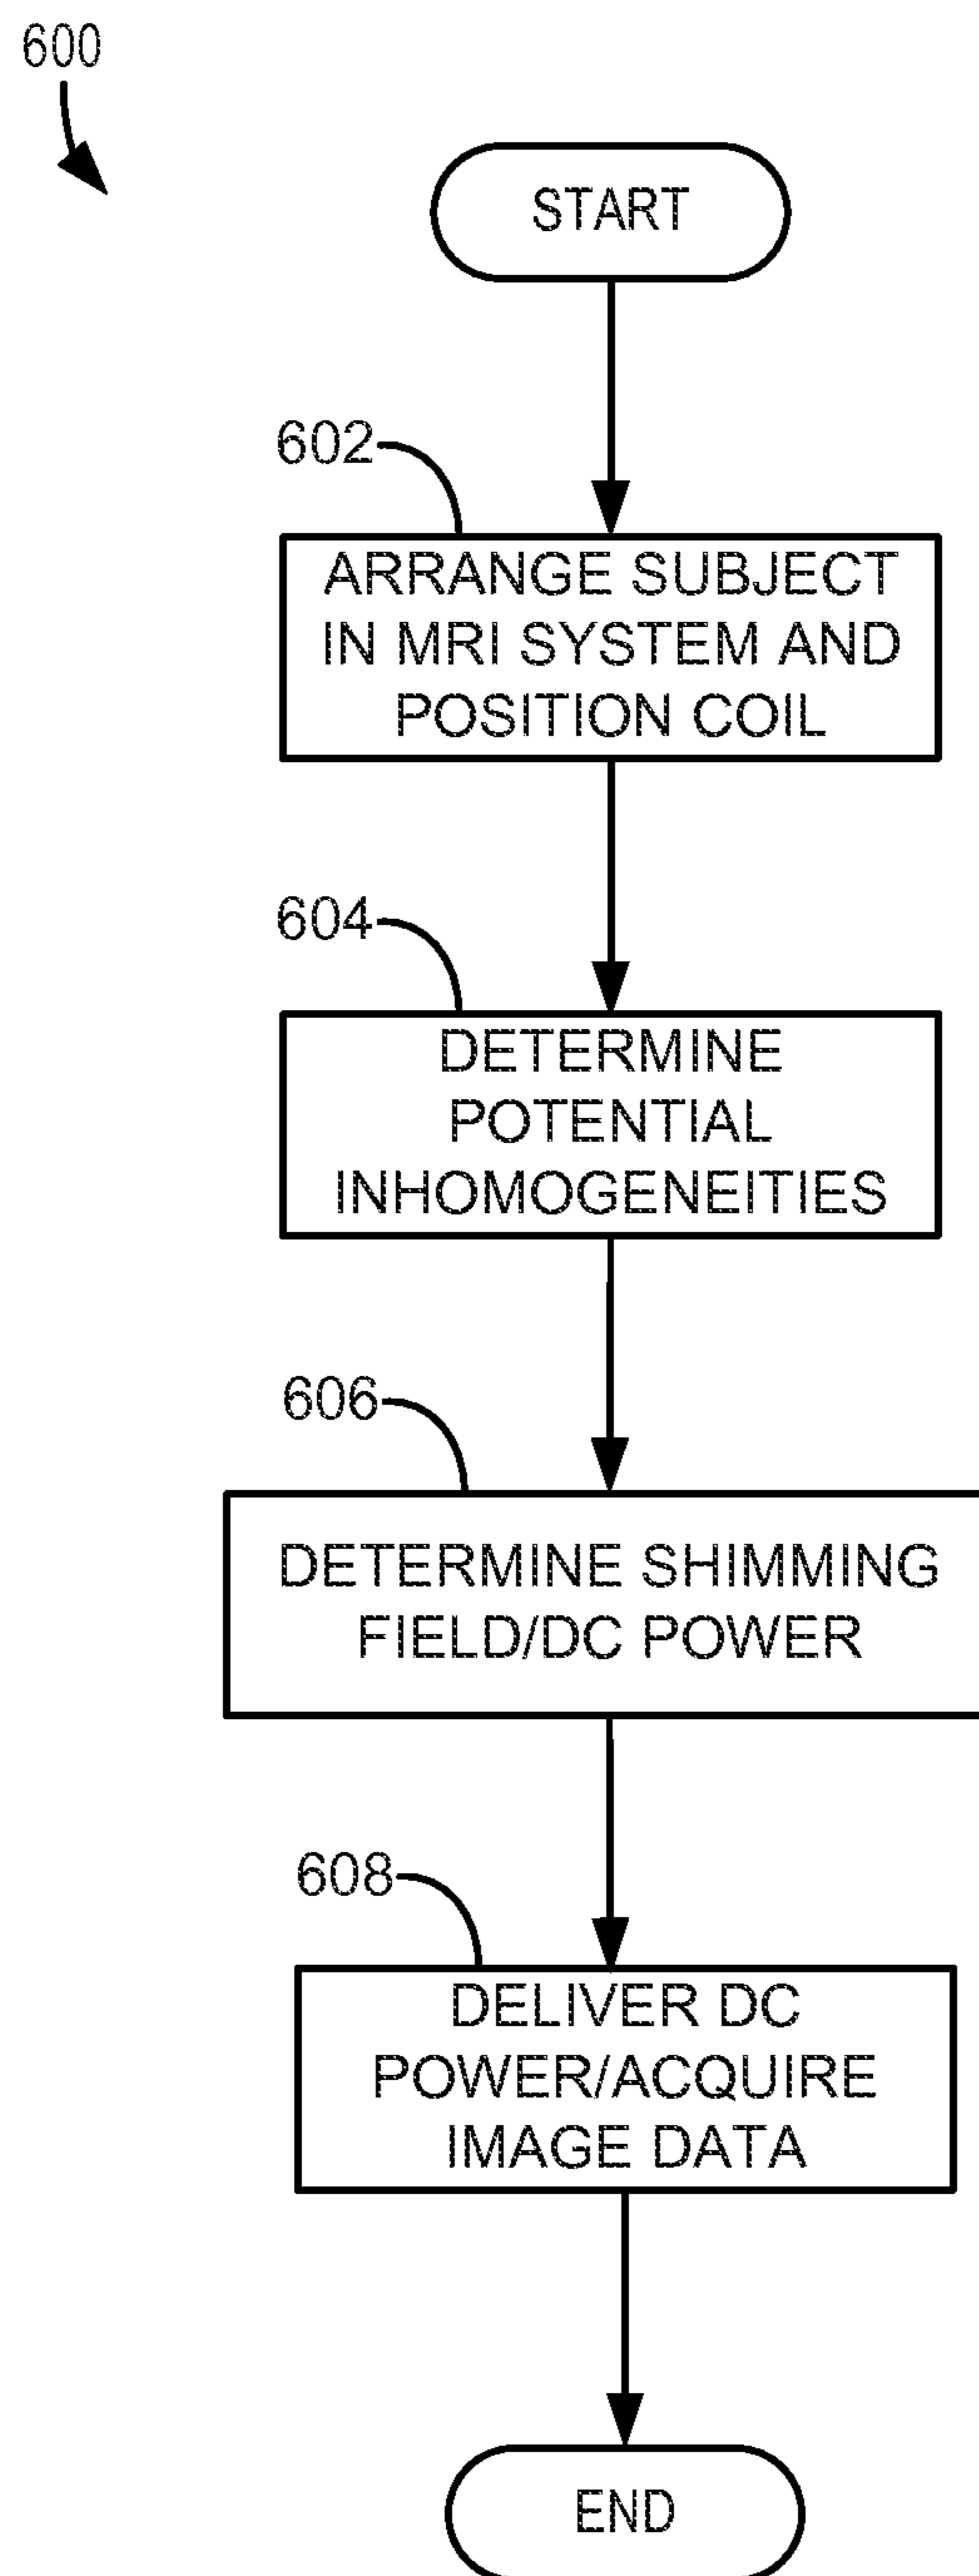 600
START
602
ARRANGE SUBJECT
IN MRI SYSTEM AND
POSITION COIL
604
DETERMINE
POTENTIAL
INHOMOGENEITIES
606
DETERMINE SHIMMING
FIELD/DC POWER
608
DELIVER DC
POWER/ACQUIRE
IMAGE DATA
END